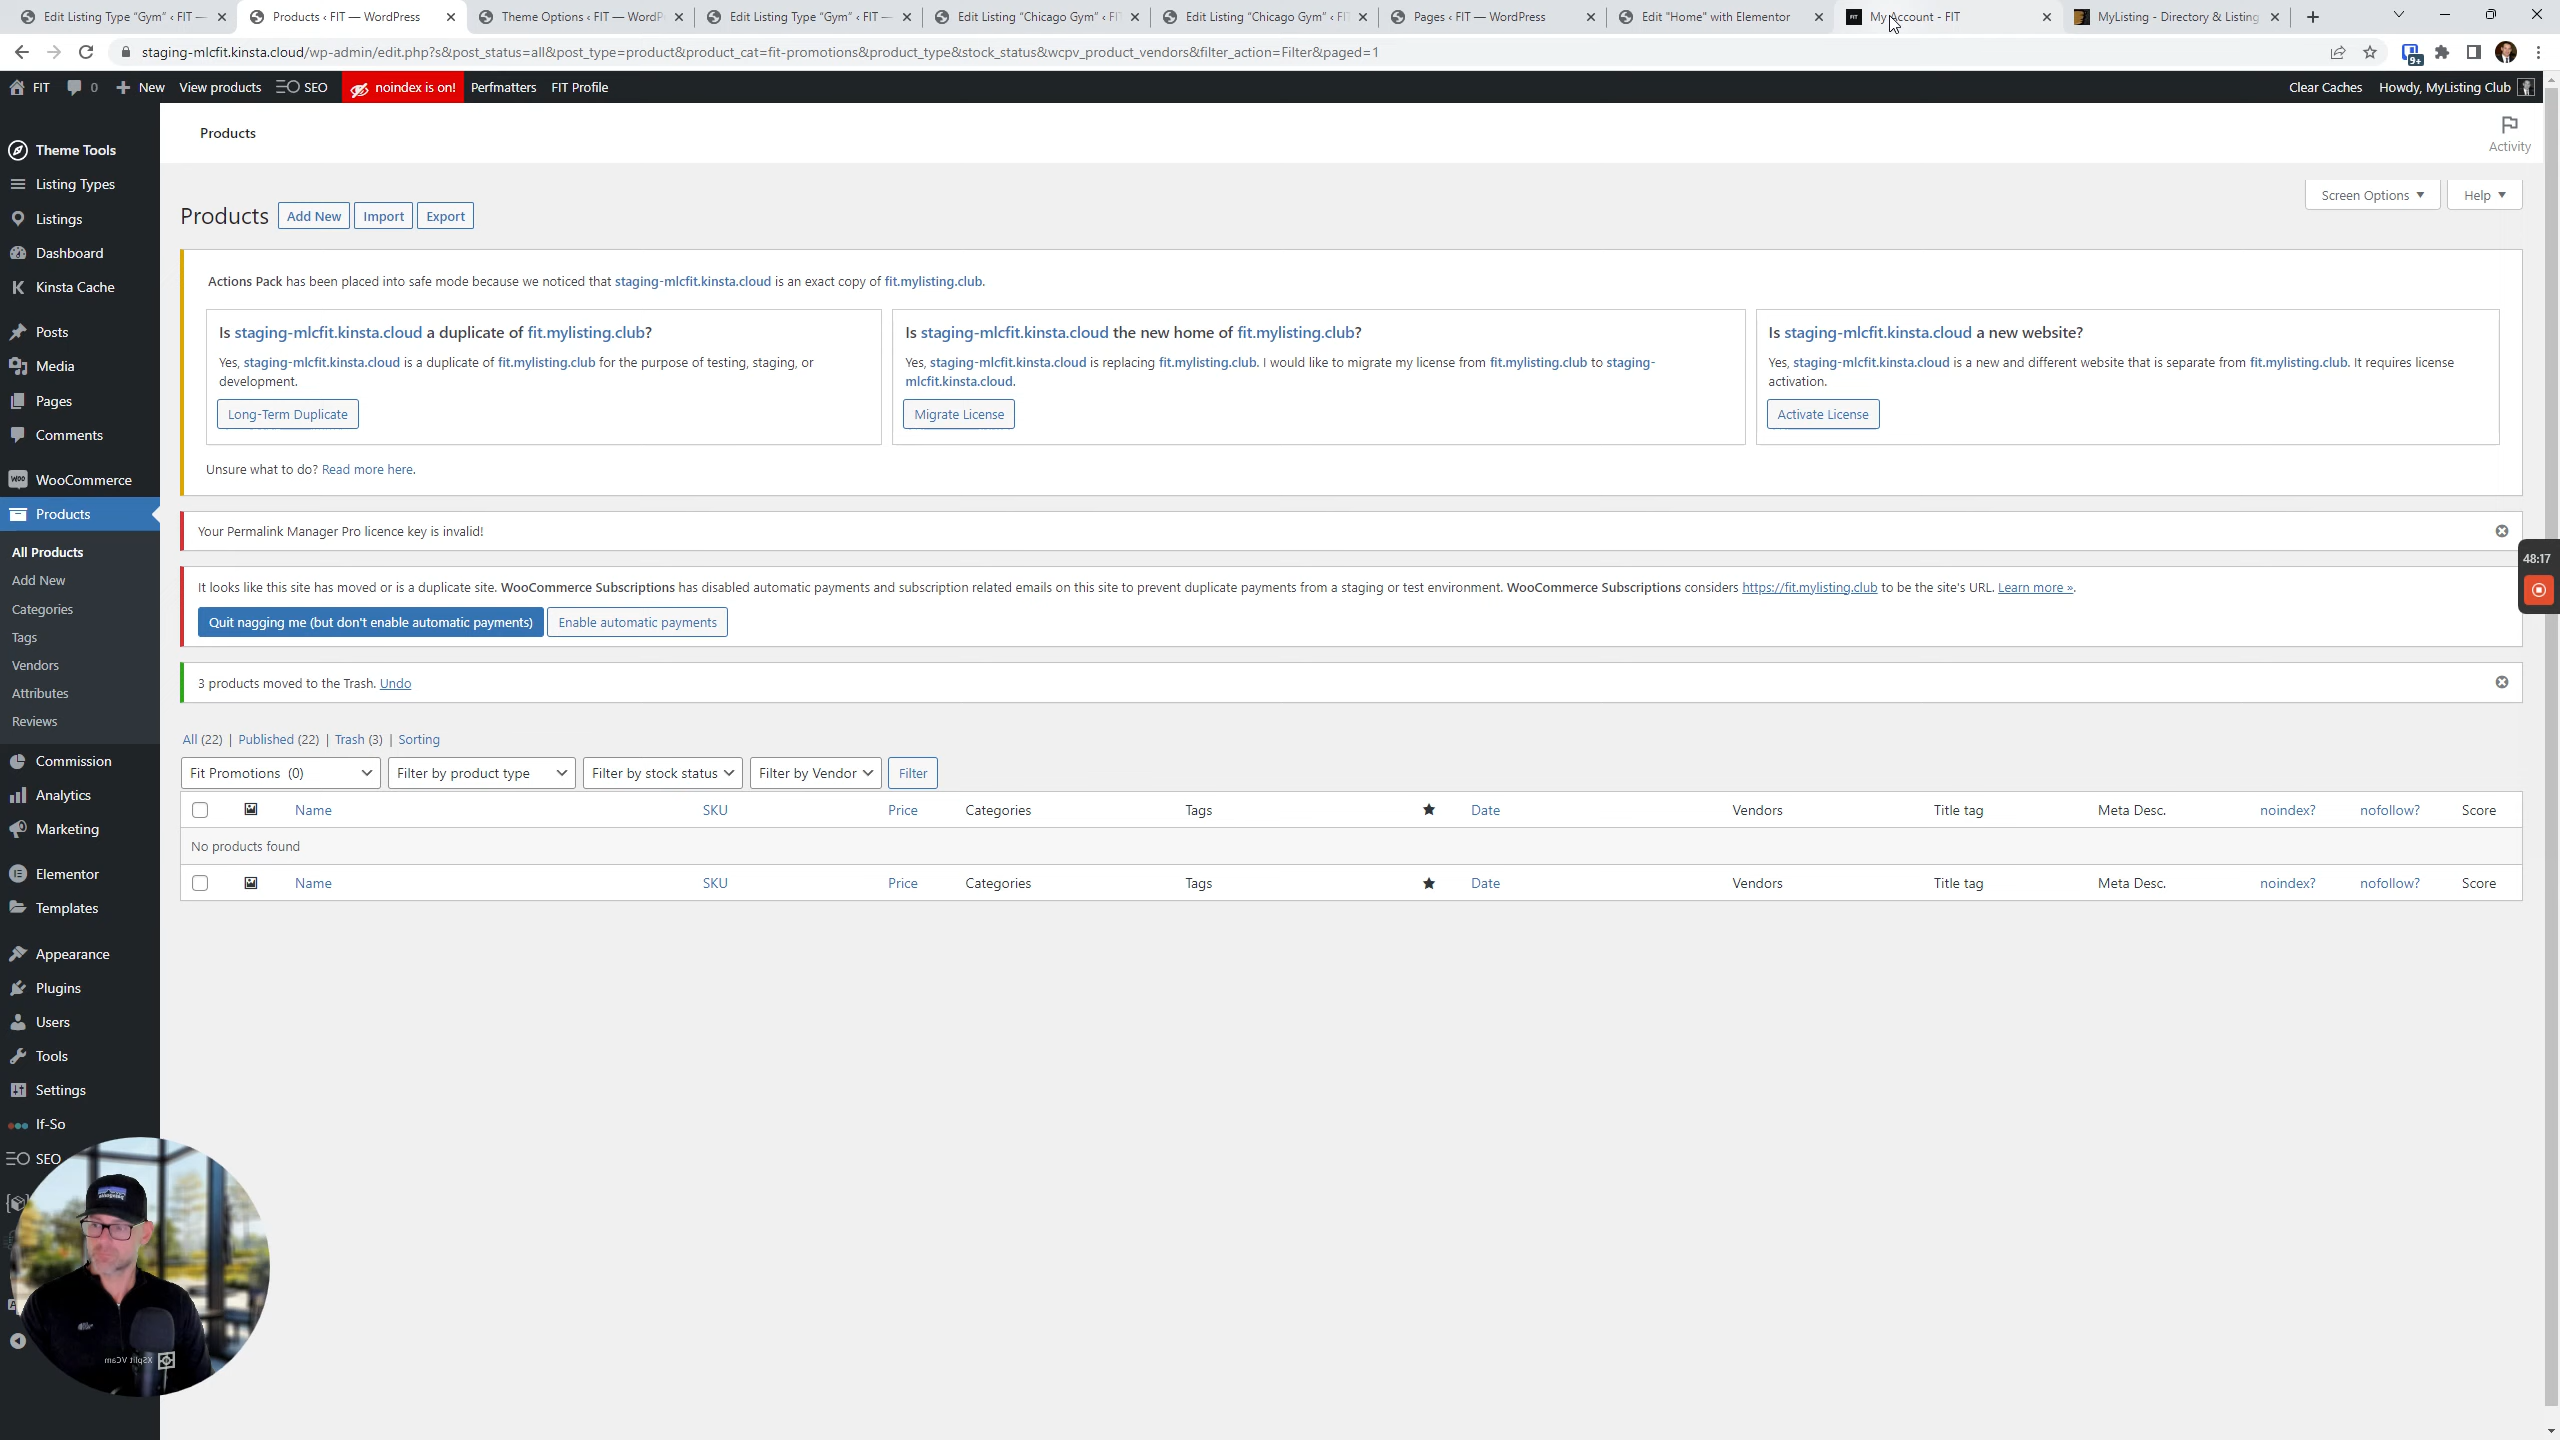 Edit Listing Type "Gym" ‹ FIT —
Products ‹ FIT — WordPress
Theme Options ‹ FIT — WordP
Edit Listing Type "Gym" ‹ FIT —
Edit Listing "Chicago Gym" ‹ FI
Edit Listing "Chicago Gym" ‹ FI
Pages ‹ FIT — WordPress
Edit "Home" with Elementor
My Account - FIT
MyListing - Directory & Listing
staging-mlcfit.kinsta.cloud/wp-admin/edit.php?s&post_status=all&post_type=product&product_cat=fit-promotions&product_type&stock_status&wcpv_product_vendors&filter_action=Filter&paged=1
9+
FIT
0
New
View products
SEO
noindex is on!
Perfmatters
FIT Profile
Clear Caches
Howdy, MyListing Club
Products
Activity
Theme Tools
Listing Types
Listings
Dashboard
Kinsta Cache
Posts
Media
Pages
Comments
WooCommerce
Products
All Products
Add New
Categories
Tags
Vendors
Attributes
Reviews
Commission
Analytics
Marketing
Elementor
Templates
Appearance
Plugins
Users
Tools
Settings
If-So
SEO
Screen Options
Help
Products
Add New
Import
Export
Actions Pack has been placed into safe mode because we noticed that staging-mlcfit.kinsta.cloud is an exact copy of fit.mylisting.club.
Is staging-mlcfit.kinsta.cloud a duplicate of fit.mylisting.club?
Yes, staging-mlcfit.kinsta.cloud is a duplicate of fit.mylisting.club for the purpose of testing, staging, or
development.
Long-Term Duplicate
Is staging-mlcfit.kinsta.cloud the new home of fit.mylisting.club?
Yes, staging-mlcfit.kinsta.cloud is replacing fit.mylisting.club. I would like to migrate my license from fit.mylisting.club to staging-
mlcfit.kinsta.cloud.
Migrate License
Is staging-mlcfit.kinsta.cloud a new website?
Yes, staging-mlcfit.kinsta.cloud is a new and different website that is separate from fit.mylisting.club. It requires license
activation.
Activate License
Unsure what to do? Read more here.
Your Permalink Manager Pro licence key is invalid!
48:17
It looks like this site has moved or is a duplicate site. WooCommerce Subscriptions has disabled automatic payments and subscription related emails on this site to prevent duplicate payments from a staging or test environment. WooCommerce Subscriptions considers https://fit.mylisting.club to be the site's URL. Learn more ».
Quit nagging me (but don't enable automatic payments)
Enable automatic payments
3 products moved to the Trash. Undo
All (22) | Published (22) | Trash (3) | Sorting
Fit Promotions (0)
Filter by product type
Filter by stock status
Filter by Vendor
Filter
Name SKU Price Categories Tags Date Vendors Title tag Meta Desc. noindex? nofollow? Score
No products found
Name SKU Price Categories Tags Date Vendors Title tag Meta Desc. noindex? nofollow? Score
XSplit VCam